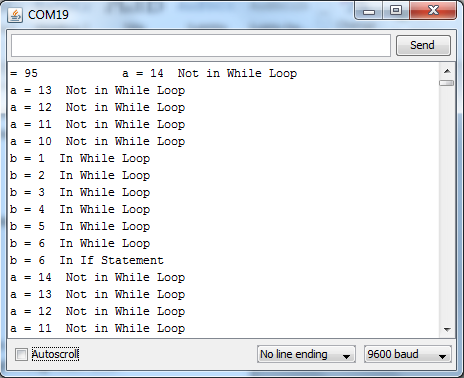 COM19
Send
= 95            a = 14  Not in While Loop
a = 13  Not in While Loop
a = 12  Not in While Loop
a = 11  Not in While Loop
a = 10  Not in While Loop
b = 1  In While Loop
b = 2  In While Loop
b = 3  In While Loop
b = 4  In While Loop
b = 5  In While Loop
b = 6  In While Loop
b = 6  In If Statement
a = 14  Not in While Loop
a = 13  Not in While Loop
a = 12  Not in While Loop
a = 11  Not in While Loop
Autoscroll No line ending 9600 baud